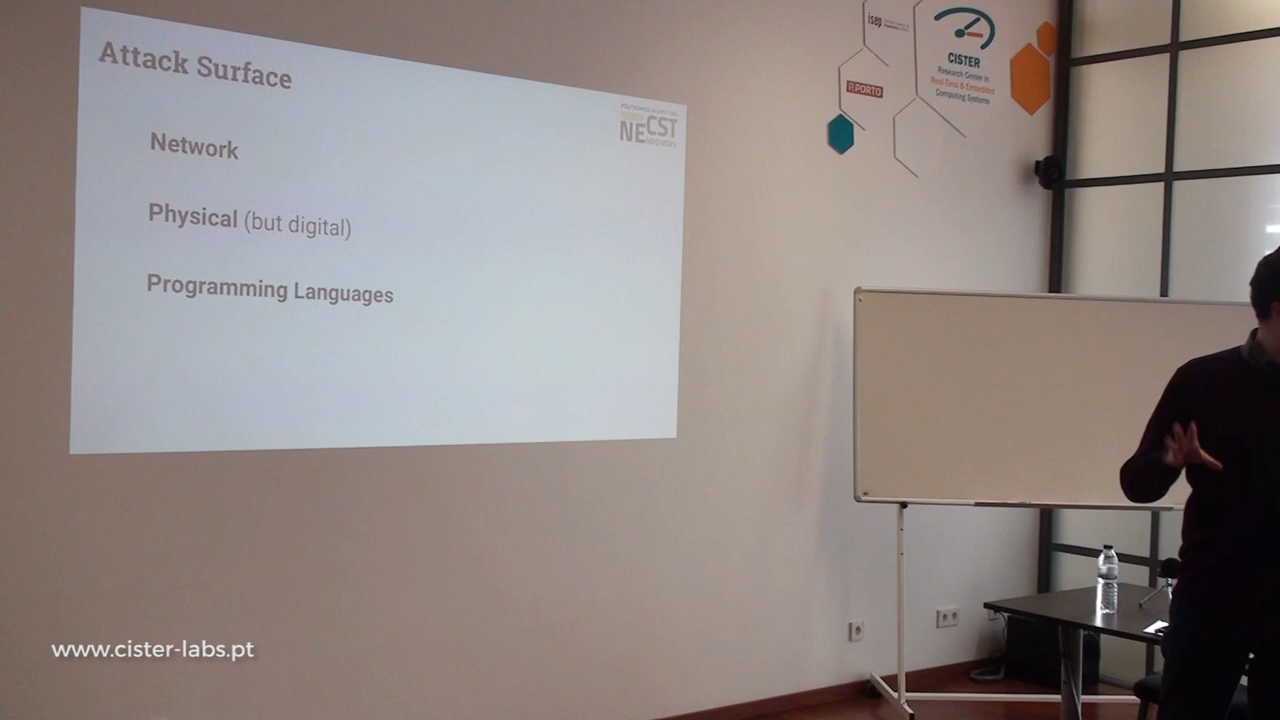 Attack Surface
Network
Physical (but digital)
Programming Languages
NECST
laboratory
isep
P.PORTO
CISTER
Research Center in
Real-Time & Embedded
Computing Systems
www.cister-labs.pt